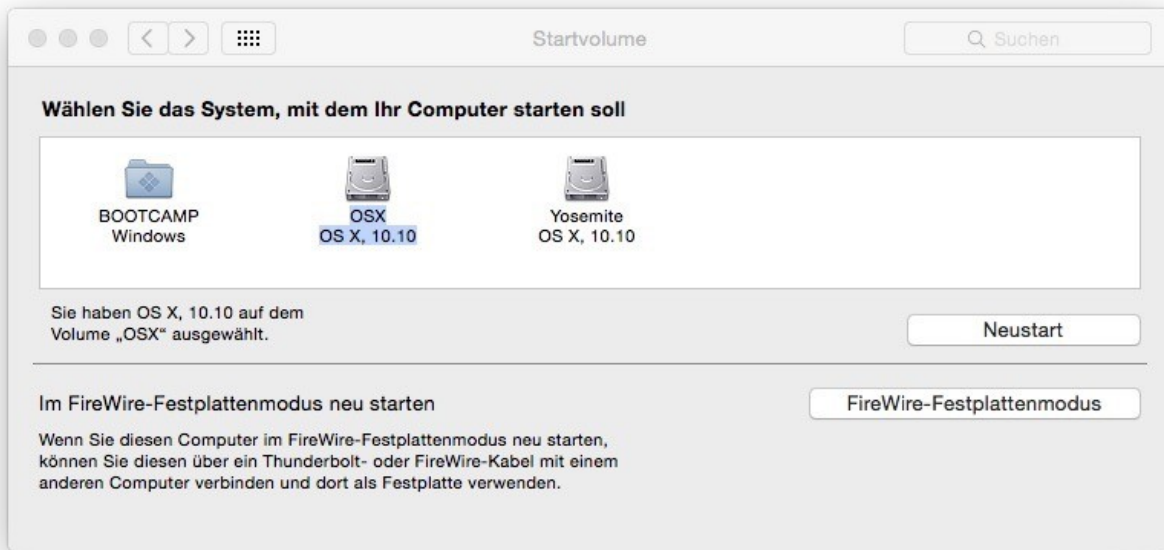 Startvolume
Suchen
Wählen Sie das System, mit dem Ihr Computer starten soll
BOOTCAMP
Windows
OSX
OS X, 10.10
Yosemite
OS X, 10.10
Sie haben OS X, 10.10 auf dem
Volume „OSX“ ausgewählt.
Neustart
Im FireWire-Festplattenmodus neu starten
FireWire-Festplattenmodus
Wenn Sie diesen Computer im FireWire-Festplattenmodus neu starten,
können Sie diesen über ein Thunderbolt- oder FireWire-Kabel mit einem
anderen Computer verbinden und dort als Festplatte verwenden.